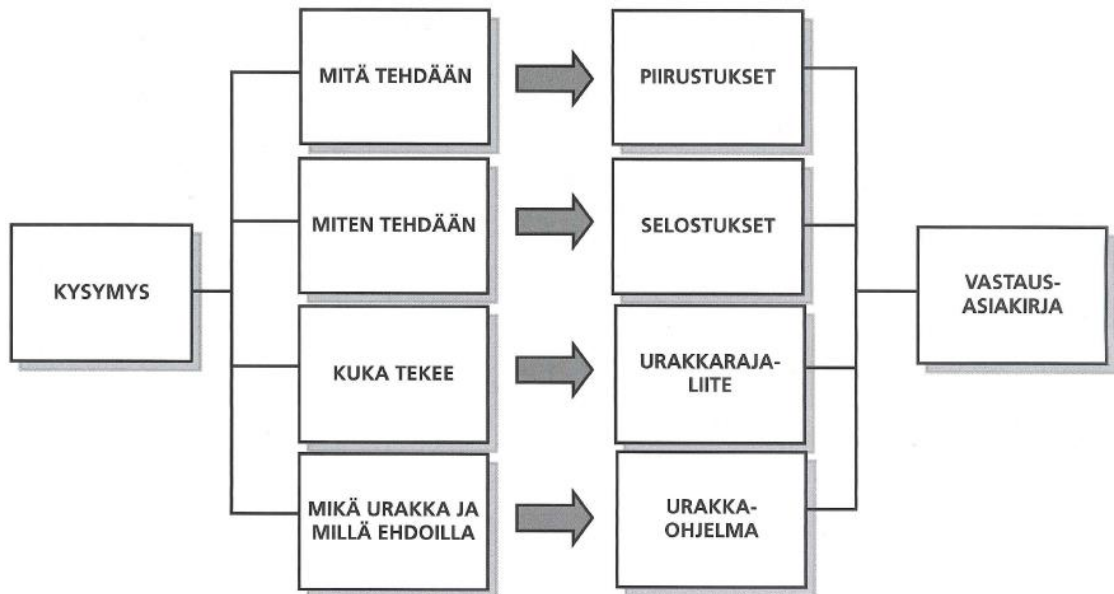 KYSYMYS
MITÄ TEHDÄÄN
PIIRUSTUKSET
MITEN TEHDÄÄN
SELOSTUKSET
KUKA TEKEE
URAKKARAJA-
LIITE
MIKÄ URAKKA JA
MILLÄ EHDOILLA
URAKKA-
OHJELMA
VASTAUS-
ASIAKIRJA